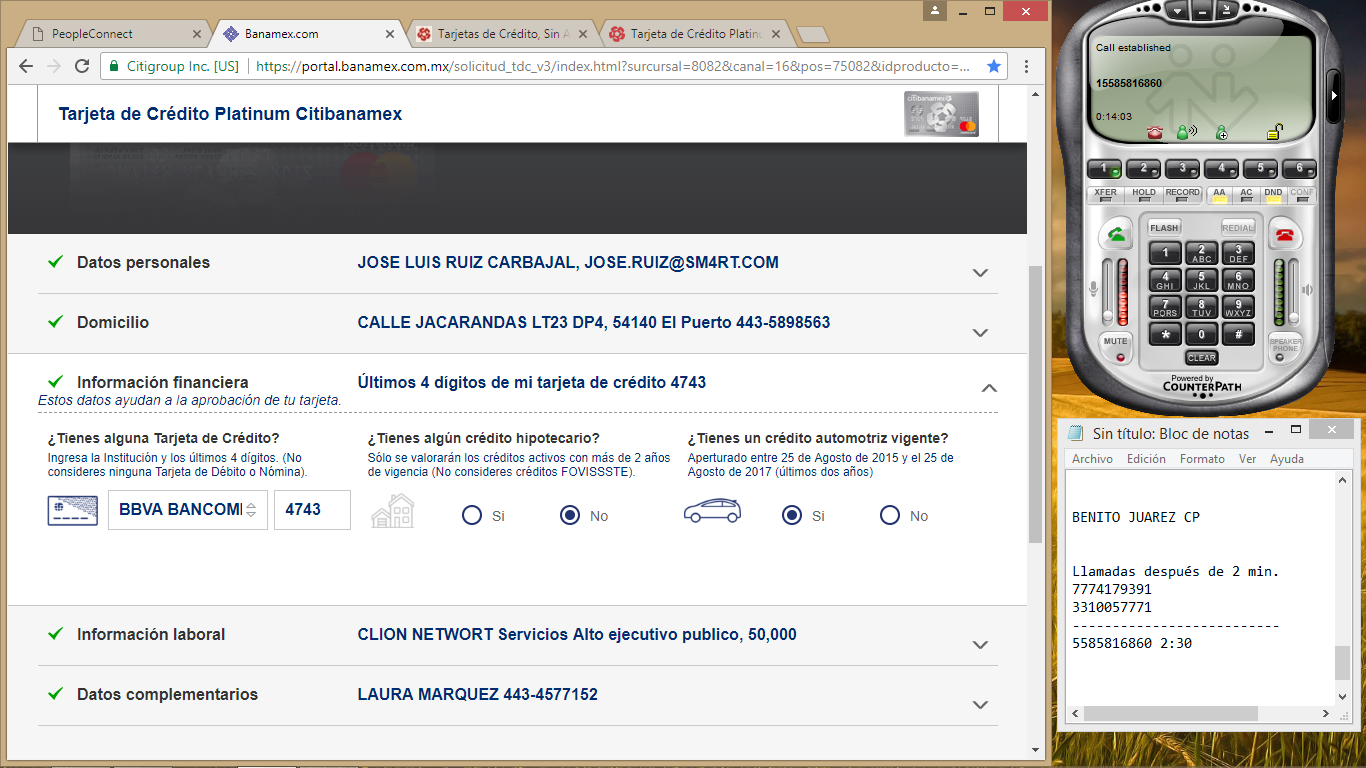 PeopleConnect
Banamex.com
Tarjetas de Crédito, Sin A
Tarjeta de Crédito Platinu
Citigroup Inc. [US]
https://portal.banamex.com.mx/solicitud_tdc_v3/index.html?surcursal=8082&canal=16&pos=75082&idproducto=...
Tarjeta de Crédito Platinum Citibanamex
citibanamex
Datos personales
JOSE LUIS RUIZ CARBAJAL, JOSE.RUIZ@SM4RT.COM
Domicilio
CALLE JACARANDAS LT23 DP4, 54140 El Puerto 443-5898563
Información financiera
Últimos 4 dígitos de mi tarjeta de crédito 4743
Estos datos ayudan a la aprobación de tu tarjeta.
¿Tienes alguna Tarjeta de Crédito?
Ingresa la Institución y los últimos 4 dígitos. (No
consideres ninguna Tarjeta de Débito o Nómina).
BBVA BANCOME
4743
¿Tienes algún crédito hipotecario?
Sólo se valorarán los créditos activos con más de 2 años
de vigencia (No consideres créditos FOVISSSTE).
Si
No
¿Tienes un crédito automotriz vigente?
Aperturado entre 25 de Agosto de 2015 y el 25 de
Agosto de 2017 (últimos dos años)
Si
No
Información laboral
CLION NETWORT Servicios Alto ejecutivo publico, 50,000
Datos complementarios
LAURA MARQUEZ 443-4577152
Call established
15585816860
0:14:03
1 2 3 4 5 6
XFER HOLD RECORD AA AC DND CONF
FLASH REDIAL
1 2 ABC 3 DEF
4 GHI 5 JKL 6 MNO
7 PQRS 8 TUV 9 WXYZ
* 0 #
MUTE
CLEAR
SPEAKER
PHONE
Powered by
COUNTERPATH
Sin título: Bloc de notas
Archivo Edición Formato Ver Ayuda
BENITO JUAREZ CP
Llamadas después de 2 min.
7774179391
3310057771
--------------------------
5585816860 2:30